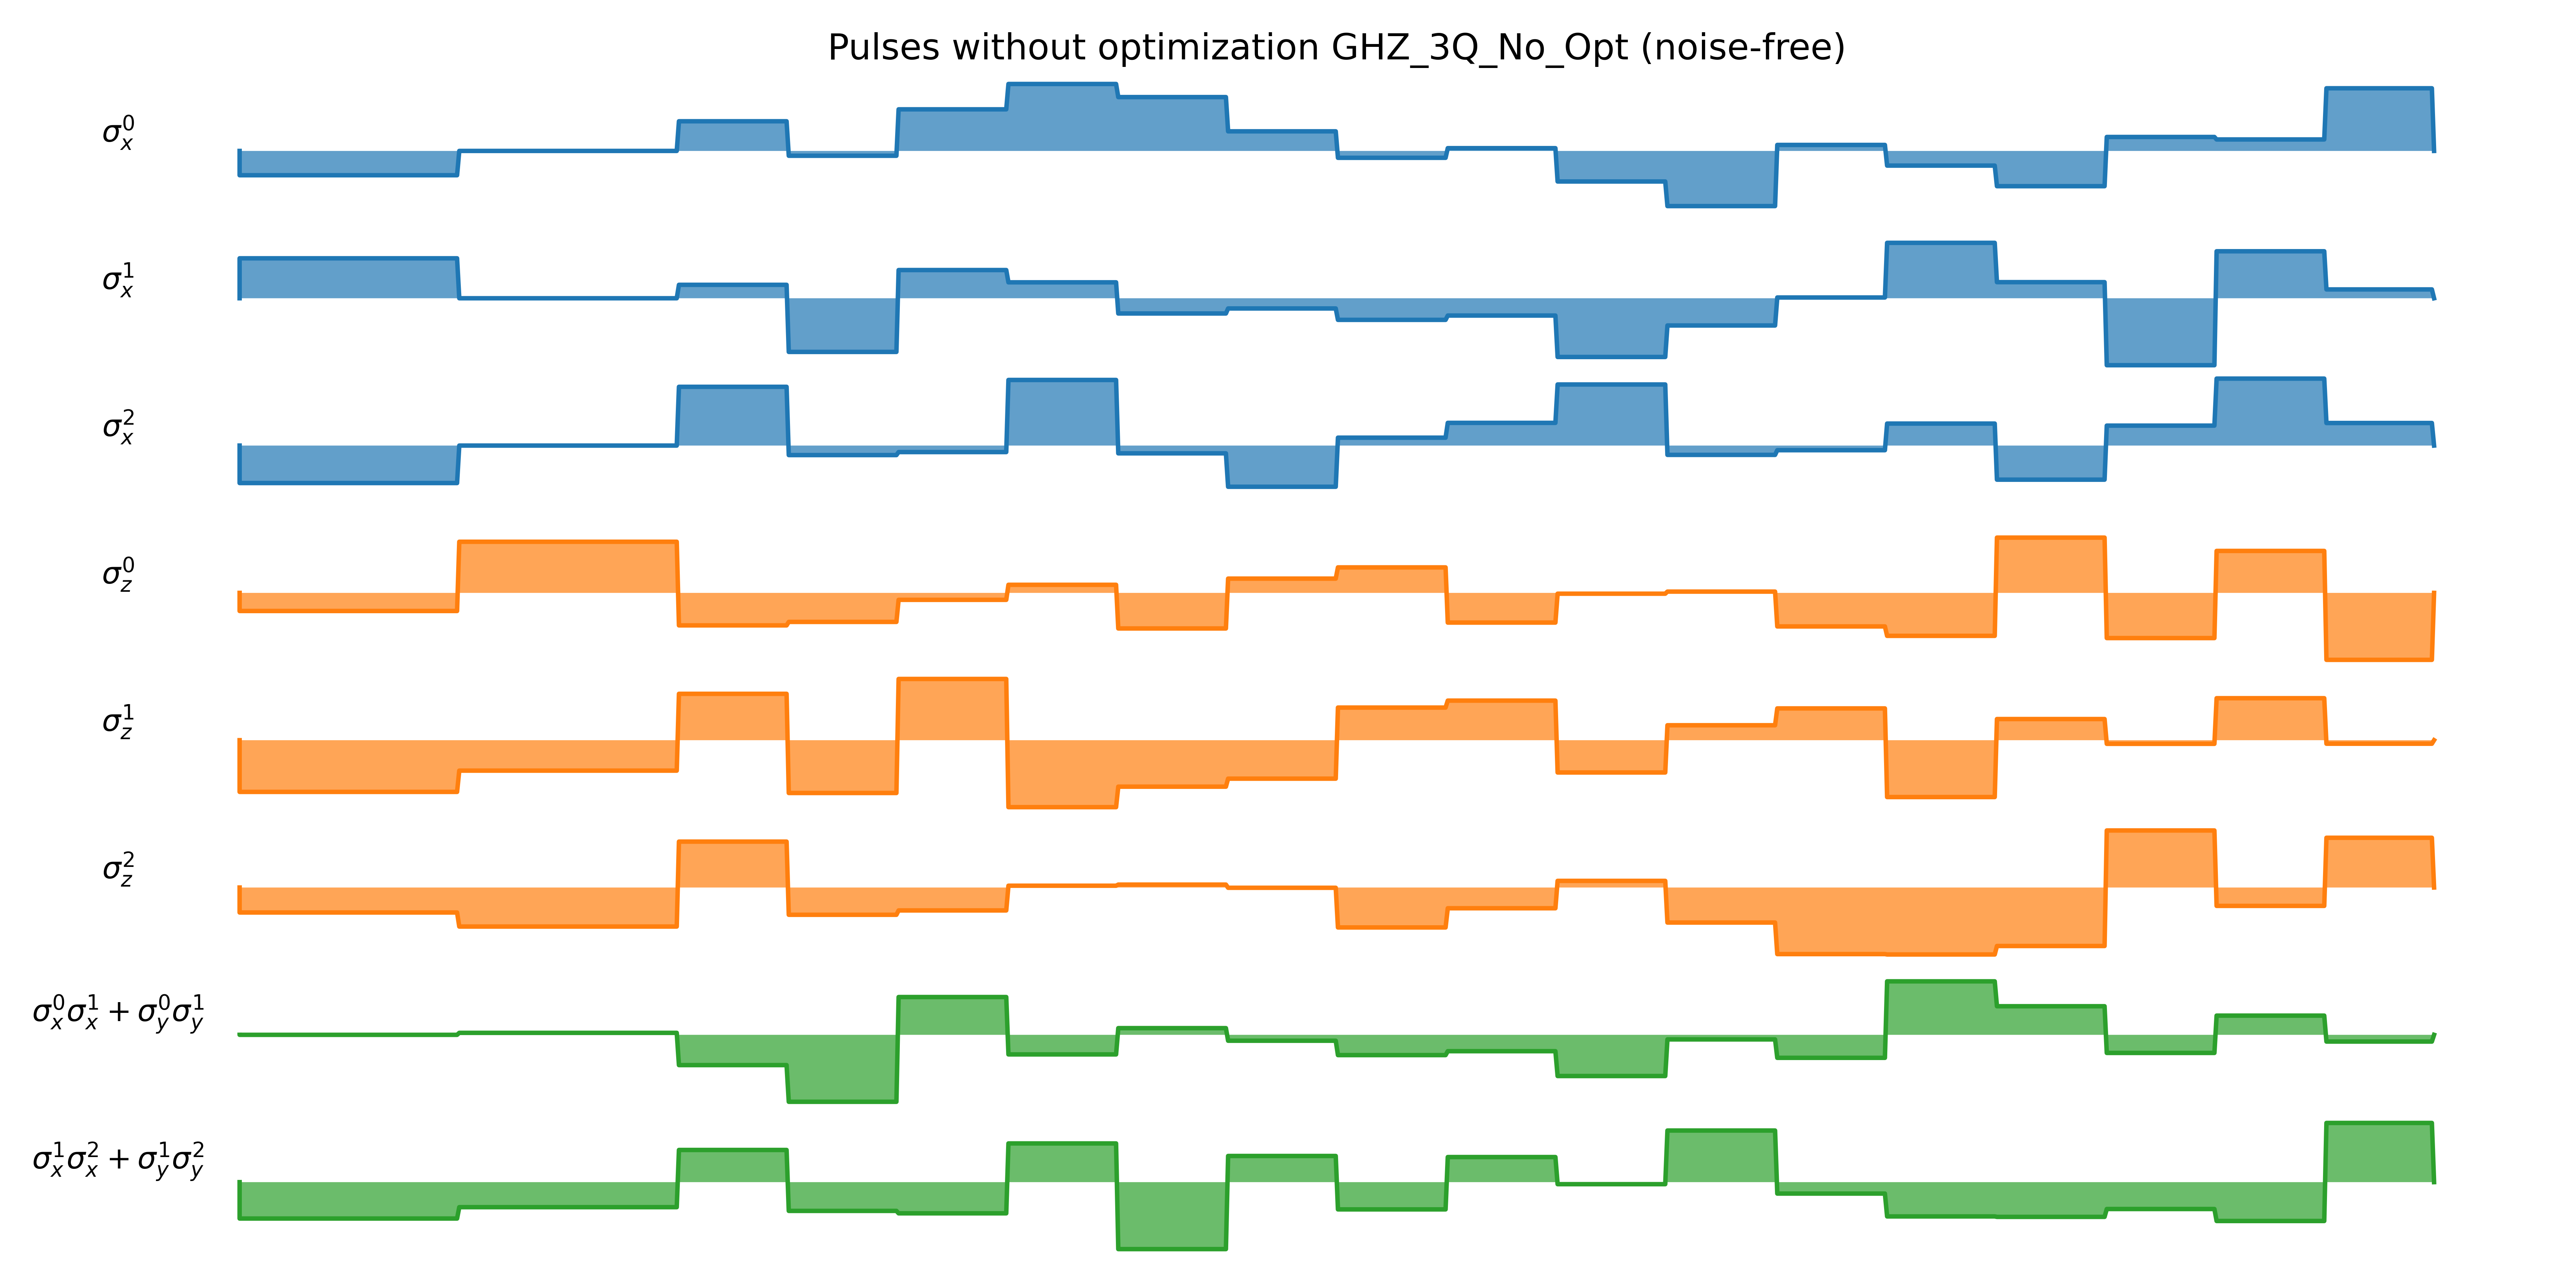 Pulses without optimization GHZ_3Q_No_Opt (noise-free)
σ_x^0
σ_x^1
σ_x^2
σ_z^0
σ_z^1
σ_z^2
σ_x^0σ_x^1 + σ_y^0σ_y^1
σ_x^1σ_x^2 + σ_y^1σ_y^2